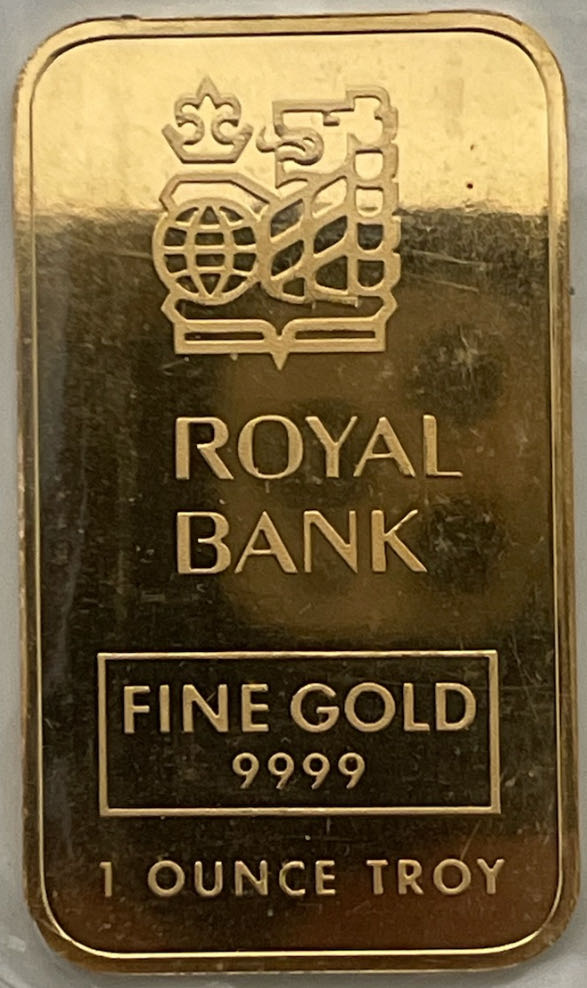 ROYAL
BANK
FINE GOLD
9999
1 OUNCE TROY